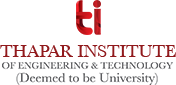 ti
THAPAR INSTITUTE
OF ENGINEERING & TECHNOLOGY
(Deemed to be University)